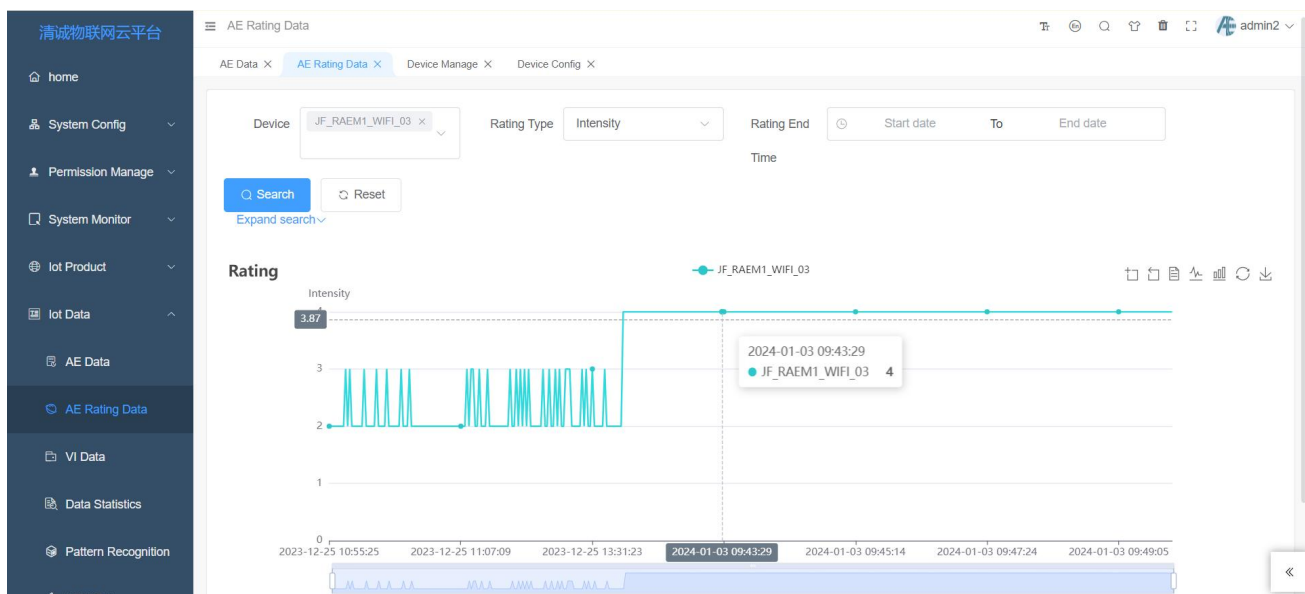 清诚物联网云平台
AE Rating Data
En
AE
admin2
AE Data
AE Rating Data
Device Manage
Device Config
home
System Config
Permission Manage
System Monitor
Iot Product
Iot Data
AE Data
AE Rating Data
VI Data
Data Statistics
Pattern Recognition
Device
JF_RAEM1_WIFI_03
Rating Type
Intensity
Rating End Time
Start date
To
End date
Search
Reset
Expand search
Rating
JF_RAEM1_WIFI_03
Intensity
4
3.87
3
2
1
0
2024-01-03 09:43:29
JF_RAEM1_WIFI_03 4
2023-12-25 10:55:25
2023-12-25 11:07:09
2023-12-25 13:31:23
2024-01-03 09:43:29
2024-01-03 09:45:14
2024-01-03 09:47:24
2024-01-03 09:49:05